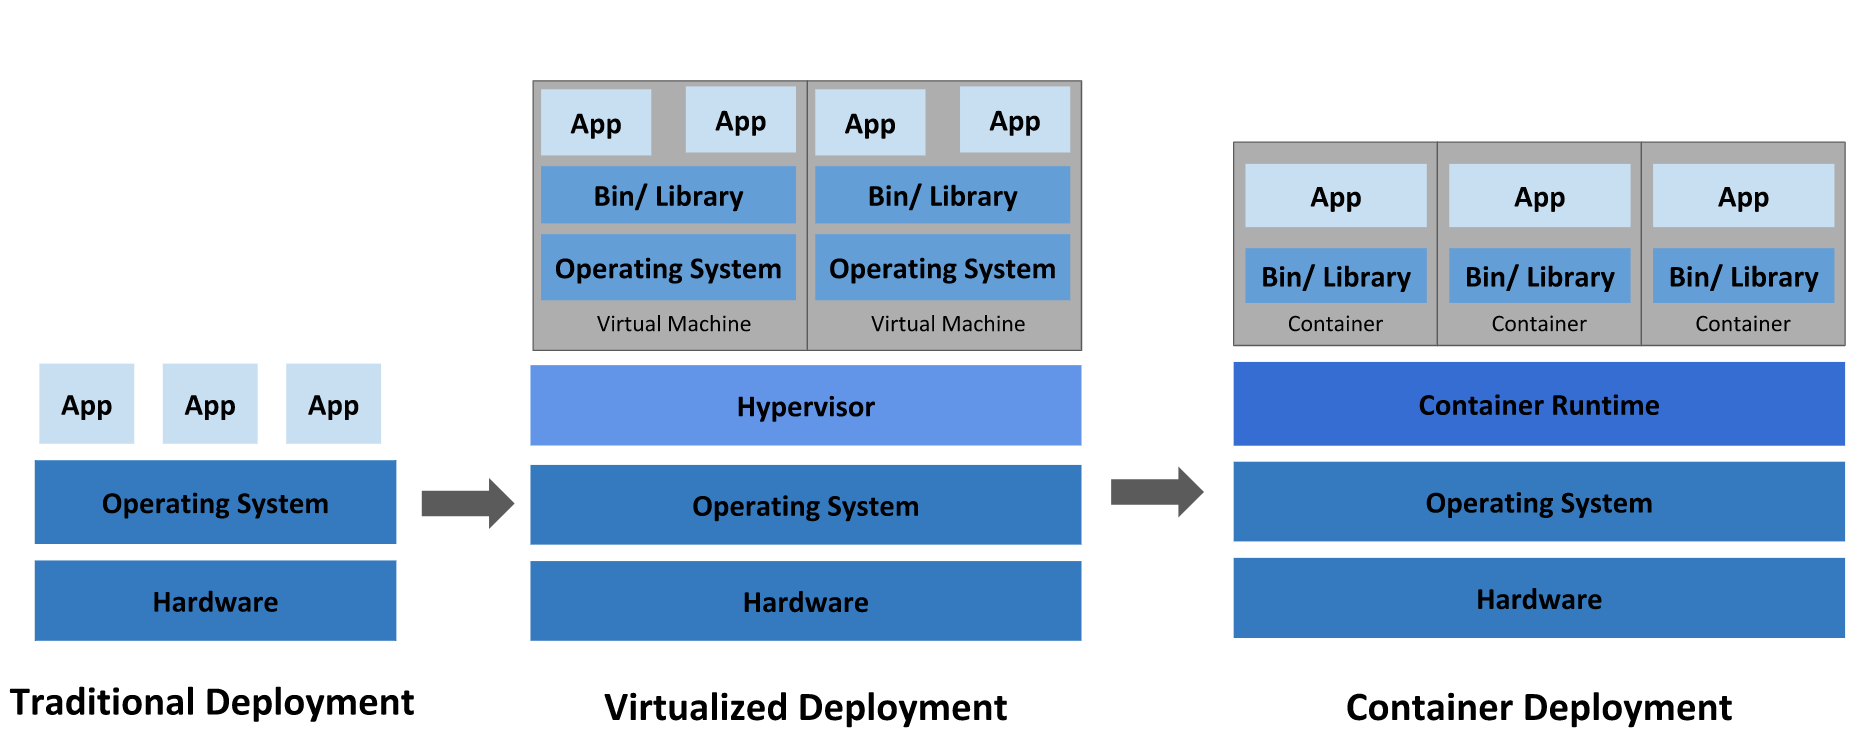 App App App
Operating System
Hardware
Traditional Deployment
App App App App
Bin/ Library Bin/ Library
Operating System Operating System
Virtual Machine Virtual Machine
Hypervisor
Operating System
Hardware
Virtualized Deployment
App App App
Bin/ Library Bin/ Library Bin/ Library
Container Container Container
Container Runtime
Operating System
Hardware
Container Deployment